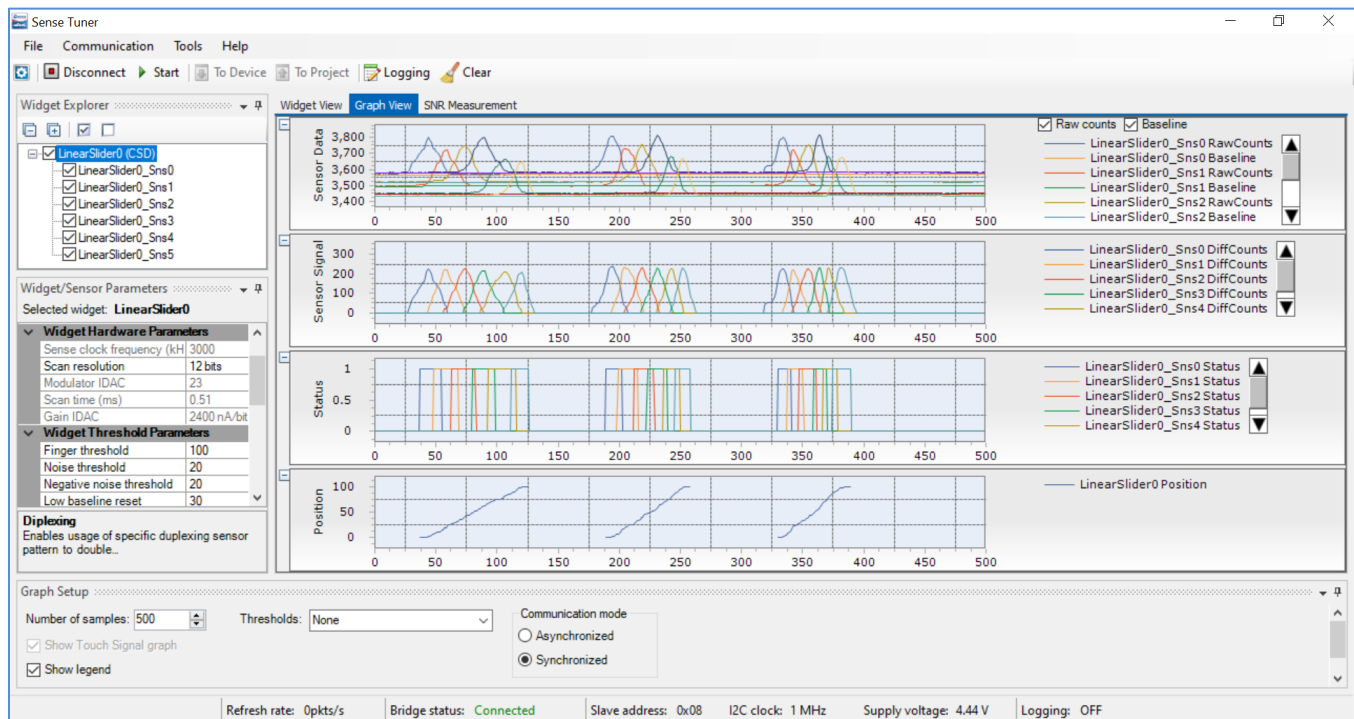 Sense Tuner
File Communication Tools Help
Disconnect Start To Device To Project Logging Clear
Widget Explorer
LinearSlider0 (CSD)
LinearSlider0_Sns0
LinearSlider0_Sns1
LinearSlider0_Sns2
LinearSlider0_Sns3
LinearSlider0_Sns4
LinearSlider0_Sns5
Widget/Sensor Parameters
Selected widget: LinearSlider0
Widget Hardware Parameters
Sense clock frequency (kH 3000
Scan resolution 12 bits
Modulator IDAC 23
Scan time (ms) 0.51
Gain IDAC 2400 nA/bit
Widget Threshold Parameters
Finger threshold 100
Noise threshold 20
Negative noise threshold 20
Low baseline reset 30
Diplexing
Enables usage of specific duplexing sensor
pattern to double...
Widget View Graph View SNR Measurement
Sensor Data
3,800
3,700
3,600
3,500
3,400
0 50 100 150 200 250 300 350 400 450 500
Raw counts Baseline
LinearSlider0_Sns0 RawCounts
LinearSlider0_Sns0 Baseline
LinearSlider0_Sns1 RawCounts
LinearSlider0_Sns1 Baseline
LinearSlider0_Sns2 RawCounts
LinearSlider0_Sns2 Baseline
Sensor Signal
300
200
100
0
0 50 100 150 200 250 300 350 400 450 500
LinearSlider0_Sns0 DiffCounts
LinearSlider0_Sns1 DiffCounts
LinearSlider0_Sns2 DiffCounts
LinearSlider0_Sns3 DiffCounts
LinearSlider0_Sns4 DiffCounts
Status
1
0.5
0
0 50 100 150 200 250 300 350 400 450 500
LinearSlider0_Sns0 Status
LinearSlider0_Sns1 Status
LinearSlider0_Sns2 Status
LinearSlider0_Sns3 Status
LinearSlider0_Sns4 Status
Position
100
50
0
0 50 100 150 200 250 300 350 400 450 500
LinearSlider0 Position
Graph Setup
Number of samples: 500 Thresholds: None
Show Touch Signal graph
Show legend
Communication mode
Asynchronized
Synchronized
Refresh rate: 0pkts/s Bridge status: Connected Slave address: 0x08 I2C clock: 1 MHz Supply voltage: 4.44 V Logging: OFF